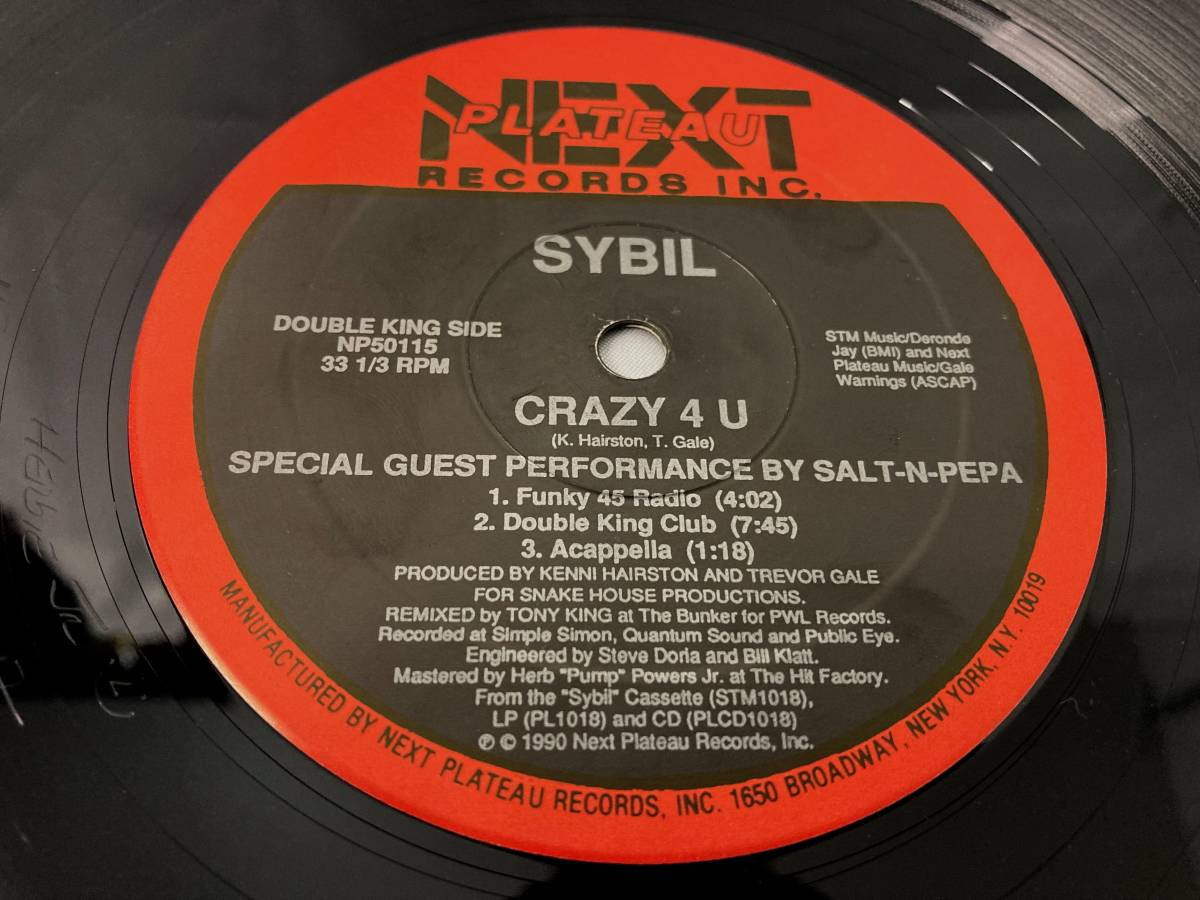 NEXT
PLATEAU
RECORDS INC.
SYBIL
DOUBLE KING SIDE
NP50115
33 1/3 RPM
STM Music/Deronde
Jay (BMI) and Next
Plateau Music/Gale
Warnings (ASCAP)
CRAZY 4 U
(K. Hairston, T. Gale)
SPECIAL GUEST PERFORMANCE BY SALT-N-PEPA
1. Funky 45 Radio (4:02)
2. Double King Club (7:45)
3. Acappella (1:18)
PRODUCED BY KENNI HAIRSTON AND TREVOR GALE
FOR SNAKE HOUSE PRODUCTIONS.
REMIXED by TONY KING at The Bunker for PWL Records.
Recorded at Simple Simon, Quantum Sound and Public Eye.
Engineered by Steve Doria and Bill Klatt.
Mastered by Herb "Pump" Powers Jr. at The Hit Factory.
From the "Sybil" Cassette (STM1018),
LP (PL1018) and CD (PLCD1018)
℗ © 1990 Next Plateau Records, Inc.
MANUFACTURED BY NEXT PLATEAU RECORDS, INC. 1650 BROADWAY, NEW YORK, N.Y. 10019